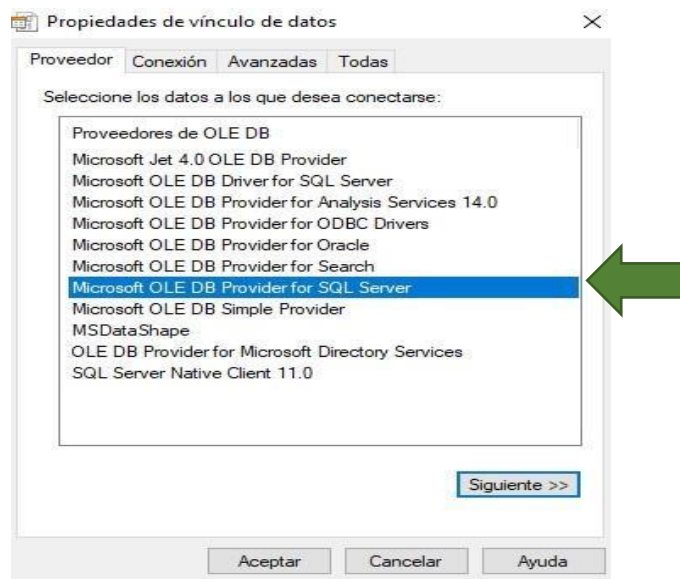 Propiedades de vínculo de datos
Proveedor Conexión Avanzadas Todas
Seleccione los datos a los que desea conectarse:
Proveedores de OLE DB
Microsoft Jet 4.0 OLE DB Provider
Microsoft OLE DB Driver for SQL Server
Microsoft OLE DB Provider for Analysis Services 14.0
Microsoft OLE DB Provider for ODBC Drivers
Microsoft OLE DB Provider for Oracle
Microsoft OLE DB Provider for Search
Microsoft OLE DB Provider for SQL Server
Microsoft OLE DB Simple Provider
MSDataShape
OLE DB Provider for Microsoft Directory Services
SQL Server Native Client 11.0
Siguiente >>
Aceptar Cancelar Ayuda